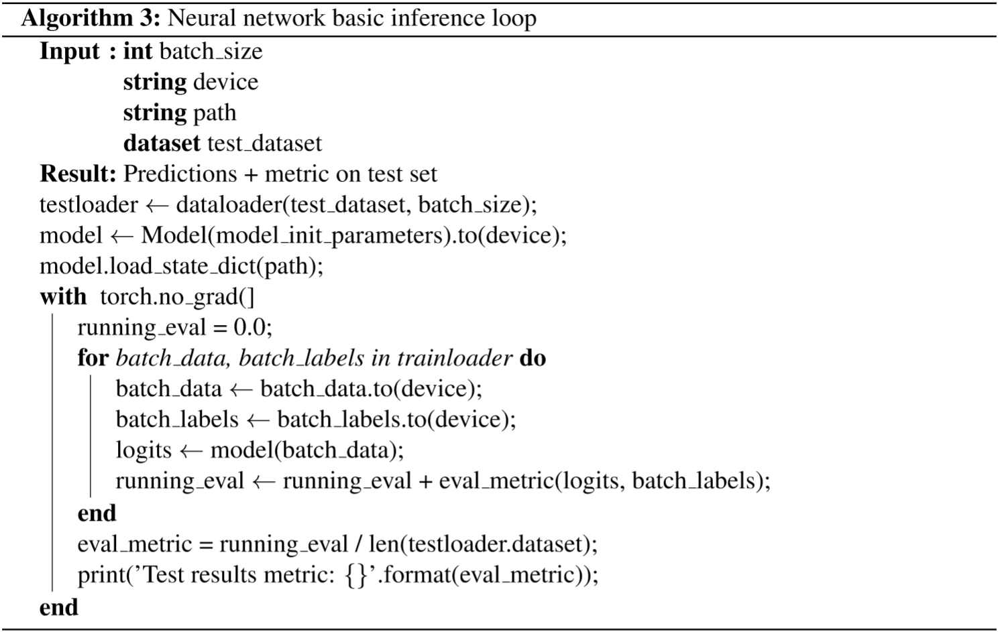 Algorithm 3: Neural network basic inference loop
Input : int batch_size
string device
string path
dataset test_dataset
Result: Predictions + metric on test set
testloader ← dataloader(test_dataset, batch_size);
model ← Model(model_init_parameters).to(device);
model.load_state_dict(path);
with torch.no_grad(]
running_eval = 0.0;
for batch_data, batch_labels in trainloader do
batch_data ← batch_data.to(device);
batch_labels ← batch_labels.to(device);
logits ← model(batch_data);
running_eval ← running_eval + eval_metric(logits, batch_labels);
end
eval_metric = running_eval / len(testloader.dataset);
print(’Test results metric: {}’.format(eval_metric));
end